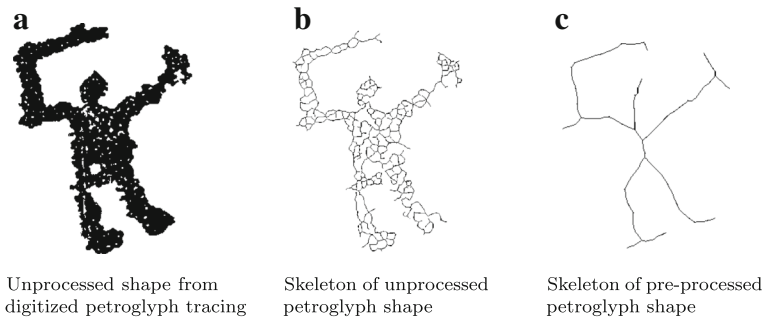 a
b
c
Unprocessed shape from
digitized petroglyph tracing
Skeleton of unprocessed
petroglyph shape
Skeleton of pre-processed
petroglyph shape